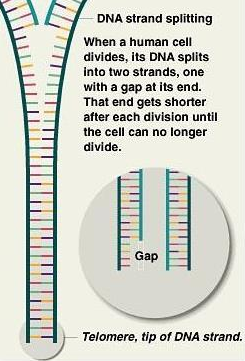 DNA strand splitting
When a human cell
divides, its DNA splits
into two strands, one
with a gap at its end.
That end gets shorter
after each division until
the cell can no longer
divide.
Gap
Telomere, tip of DNA strand.